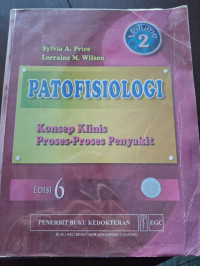 Sylvia A. Price
Lorraine M. Wilson
Volume
2
PATOFISIOLOGI
Konsep Klinis
Proses-Proses Penyakit
EDISI 6
PENERBIT BUKU KEDOKTERAN EGC